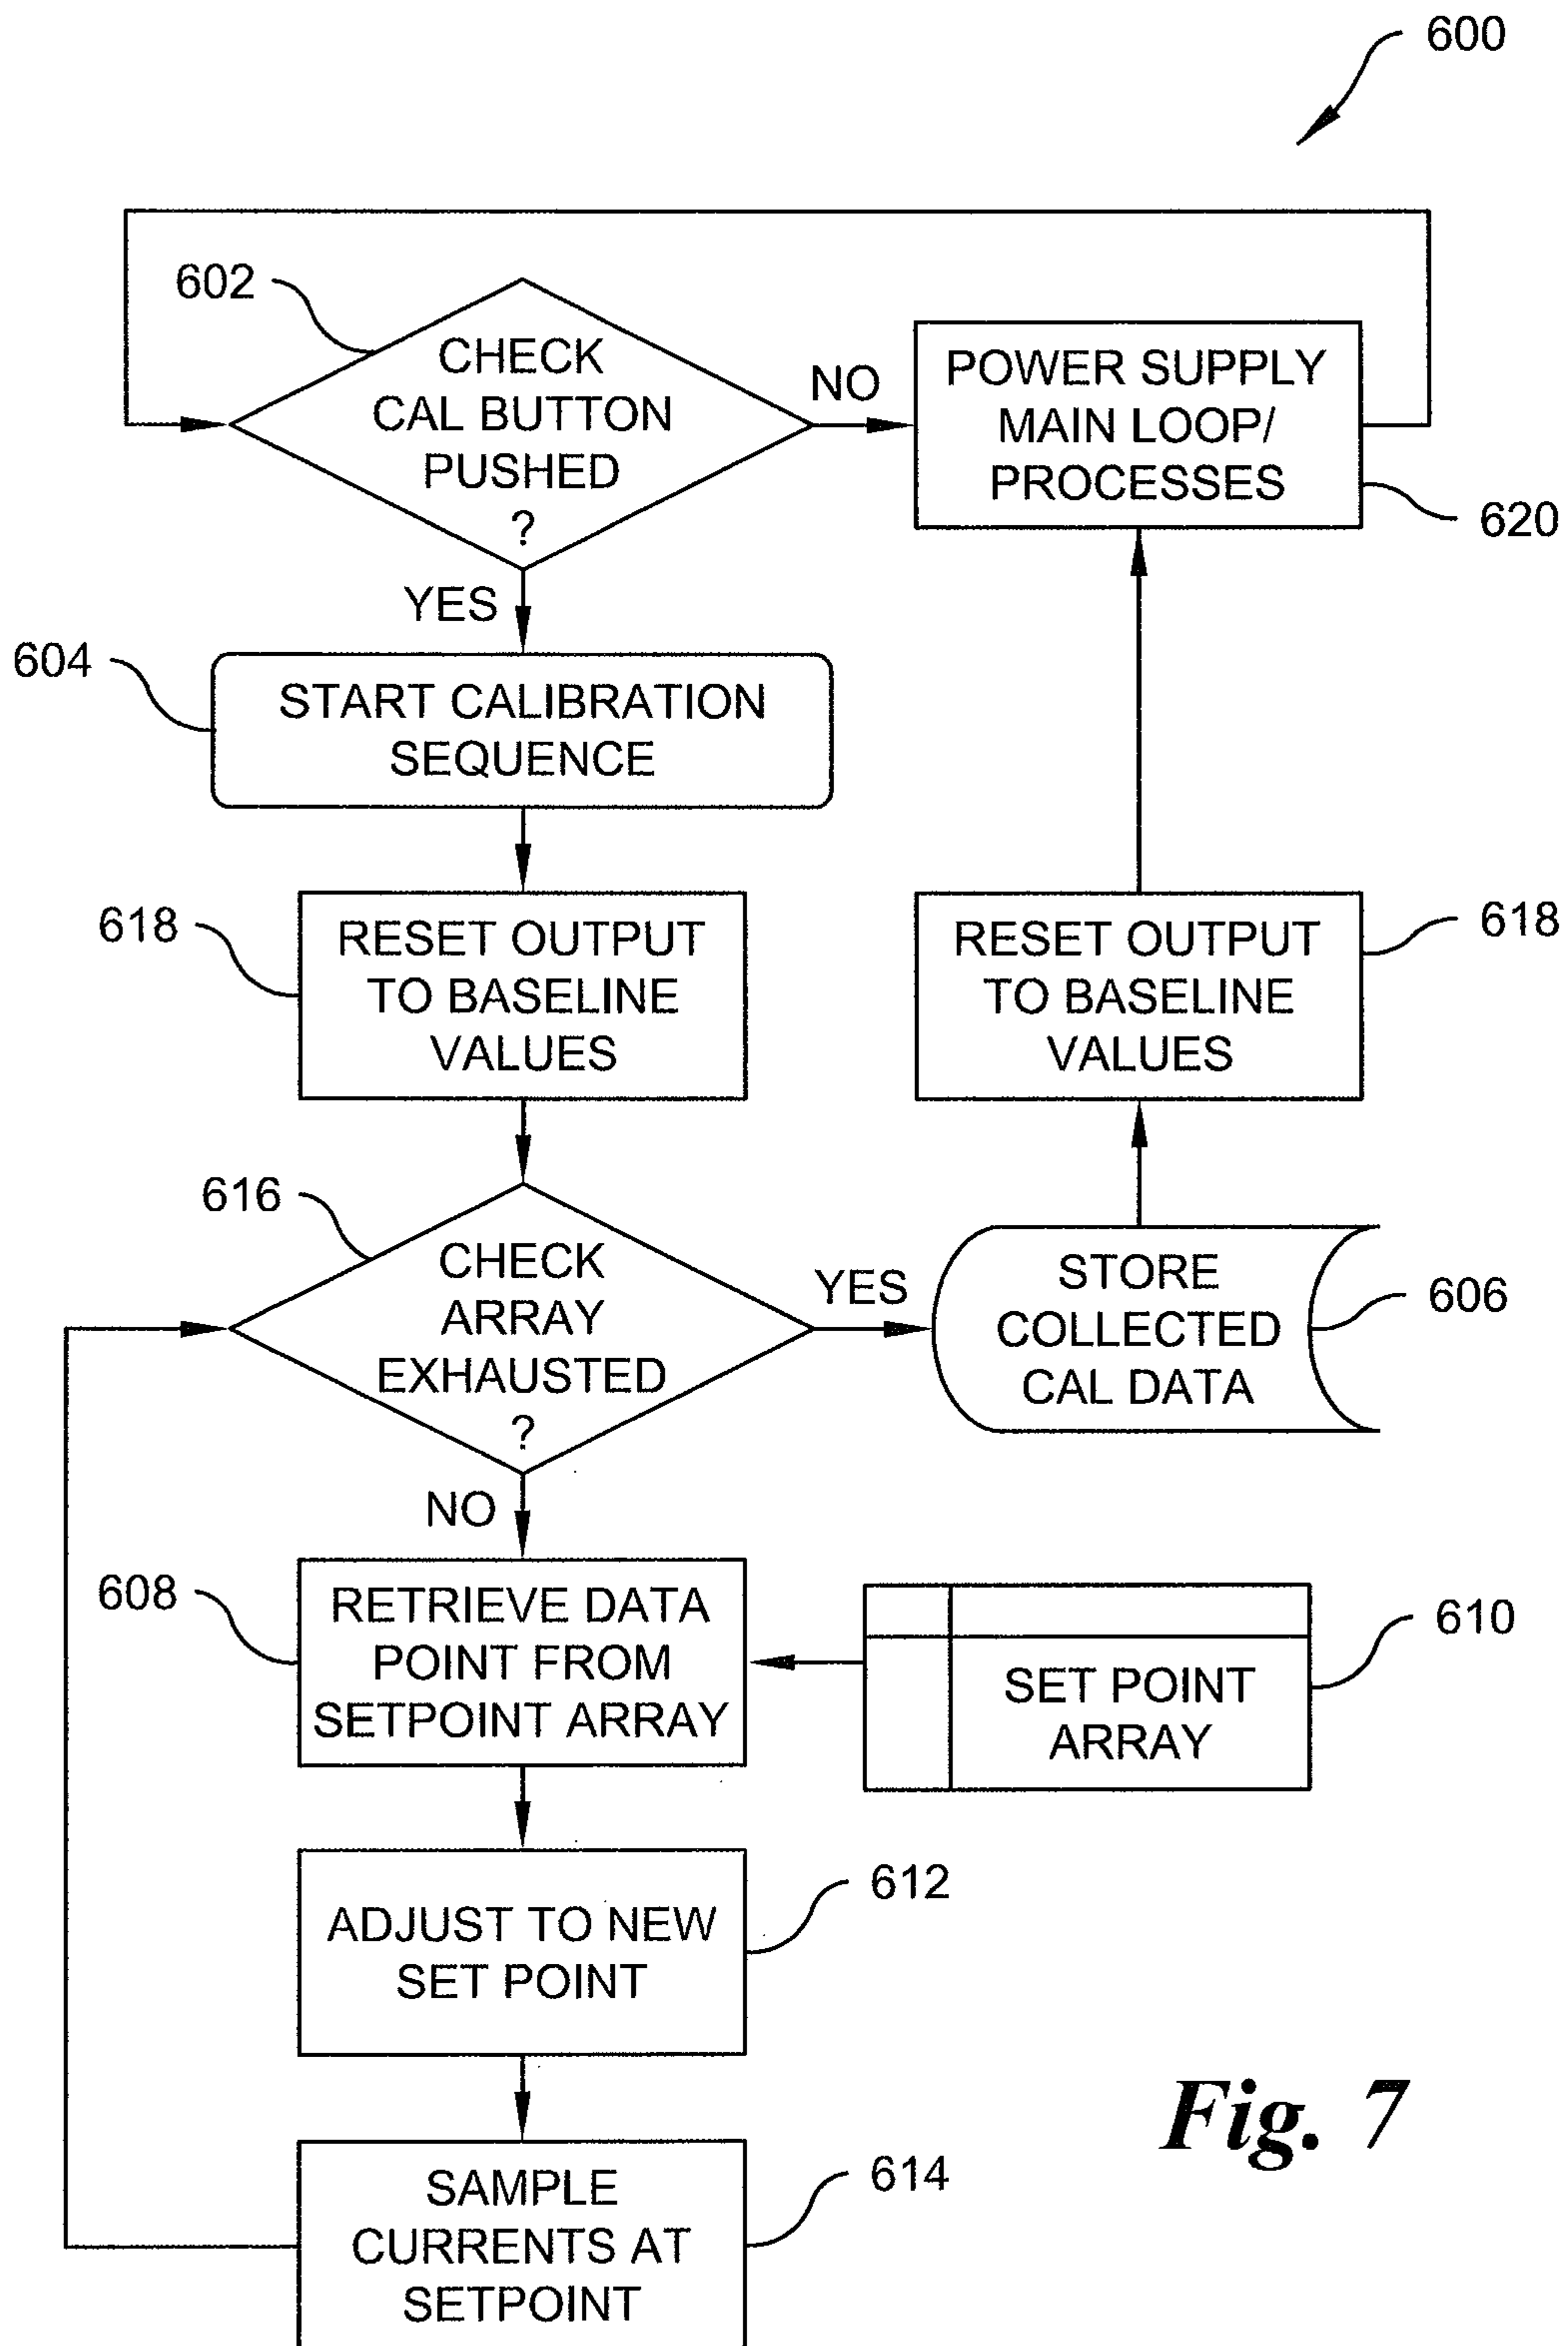 600
602
CHECK
CAL BUTTON
PUSHED
?
NO
POWER SUPPLY
MAIN LOOP/
PROCESSES
620
YES
604
START CALIBRATION
SEQUENCE
618
RESET OUTPUT
TO BASELINE
VALUES
RESET OUTPUT
TO BASELINE
VALUES
618
616
CHECK
ARRAY
EXHAUSTED
?
YES
STORE
COLLECTED
CAL DATA
606
NO
608
RETRIEVE DATA
POINT FROM
SETPOINT ARRAY
SET POINT
ARRAY
610
ADJUST TO NEW
SET POINT
612
SAMPLE
CURRENTS AT
SETPOINT
614
Fig. 7